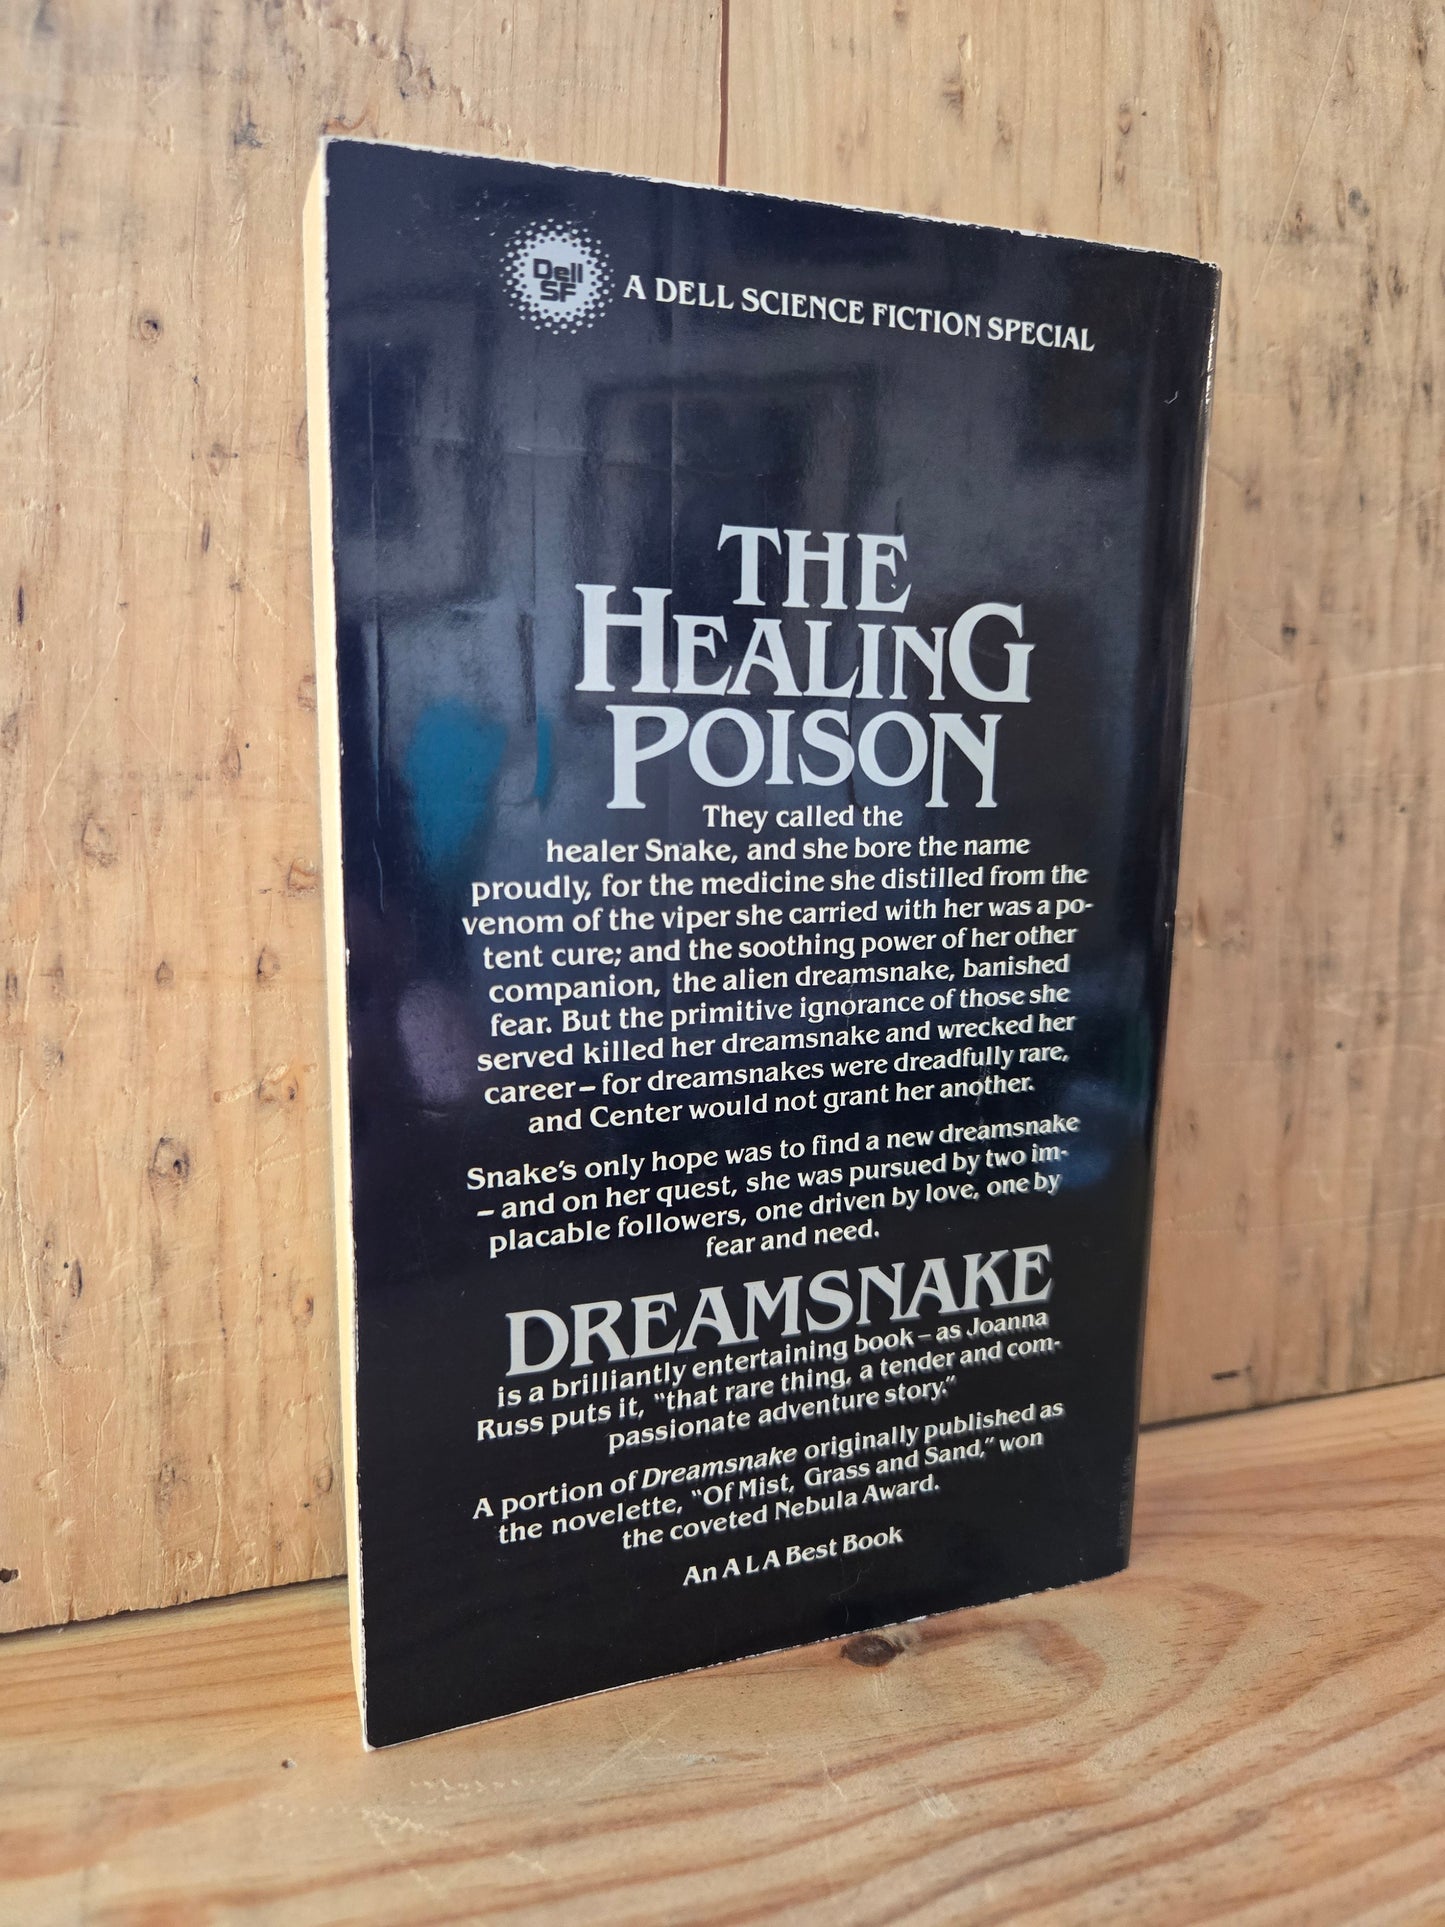 Dell
SF
A DELL SCIENCE FICTION SPECIAL
THE
HEALING
POISON
They called the
healer Snake, and she bore the name
proudly, for the medicine she distilled from the
venom of the viper she carried with her was a po-
tent cure; and the soothing power of her other
companion, the alien dreamsnake, banished
fear. But the primitive ignorance of those she
served killed her dreamsnake and wrecked her
career – for dreamsnakes were dreadfully rare,
and Center would not grant her another.
Snake's only hope was to find a new dreamsnake
– and on her quest, she was pursued by two im-
placable followers, one driven by love, one by
fear and need.
DREAMSNAKE
is a brilliantly entertaining book – as Joanna
Russ puts it, "that rare thing, a tender and com-
passionate adventure story."
A portion of Dreamsnake originally published as
the novelette, "Of Mist, Grass and Sand," won
the coveted Nebula Award.
An A L A Best Book